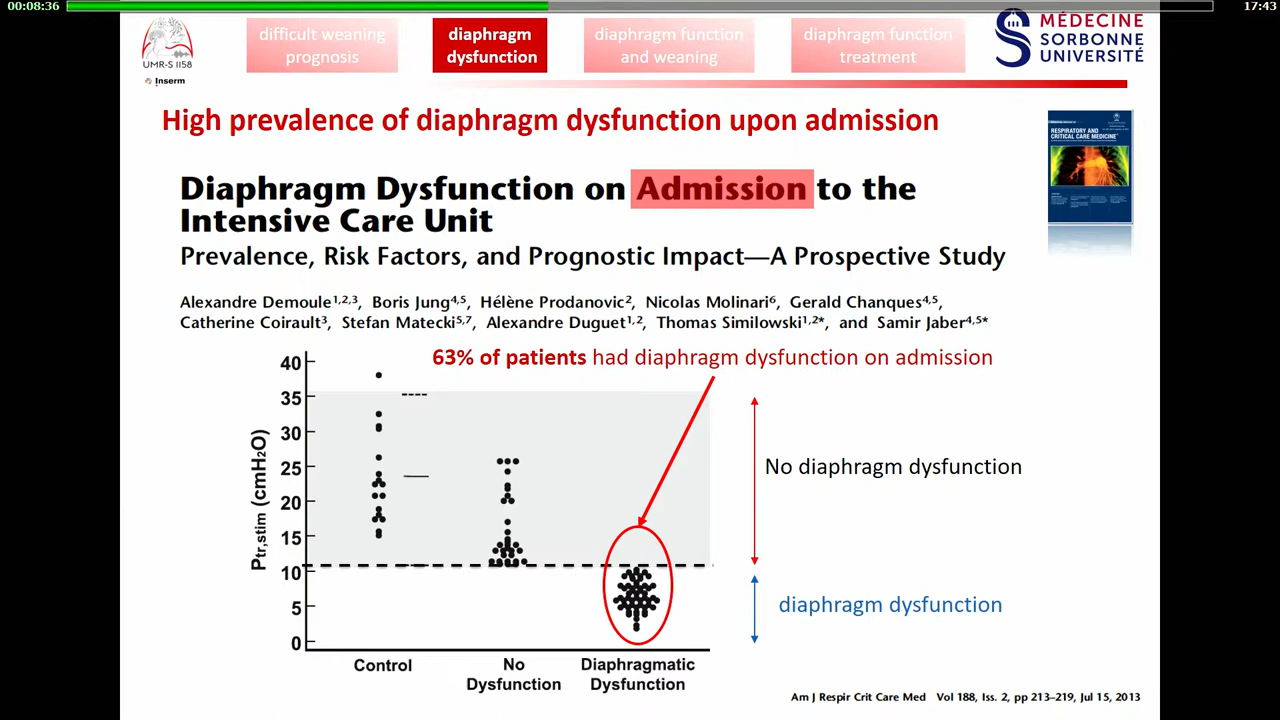 00:08:36
17:43
UMR-S 1158
Inserm
difficult weaning
prognosis
diaphragm
dysfunction
diaphragm function
and weaning
diaphragm function
treatment
MÉDECINE
SORBONNE
UNIVERSITÉ
High prevalence of diaphragm dysfunction upon admission
RESPIRATORY AND
CRITICAL CARE MEDICINE
Diaphragm Dysfunction on Admission to the
Intensive Care Unit
Prevalence, Risk Factors, and Prognostic Impact—A Prospective Study
Alexandre Demoule1,2,3, Boris Jung4,5, Hélène Prodanovic2, Nicolas Molinari6, Gerald Chanques4,5,
Catherine Coirault3, Stefan Matecki5,7, Alexandre Duguet1,2, Thomas Similowski1,2*, and Samir Jaber4,5*
63% of patients had diaphragm dysfunction on admission
Ptr,stim (cmH2O)
40
35
30
25
20
15
10
5
0
No diaphragm dysfunction
diaphragm dysfunction
Control
No
Dysfunction
Diaphragmatic
Dysfunction
Am J Respir Crit Care Med Vol 188, Iss. 2, pp 213–219, Jul 15, 2013